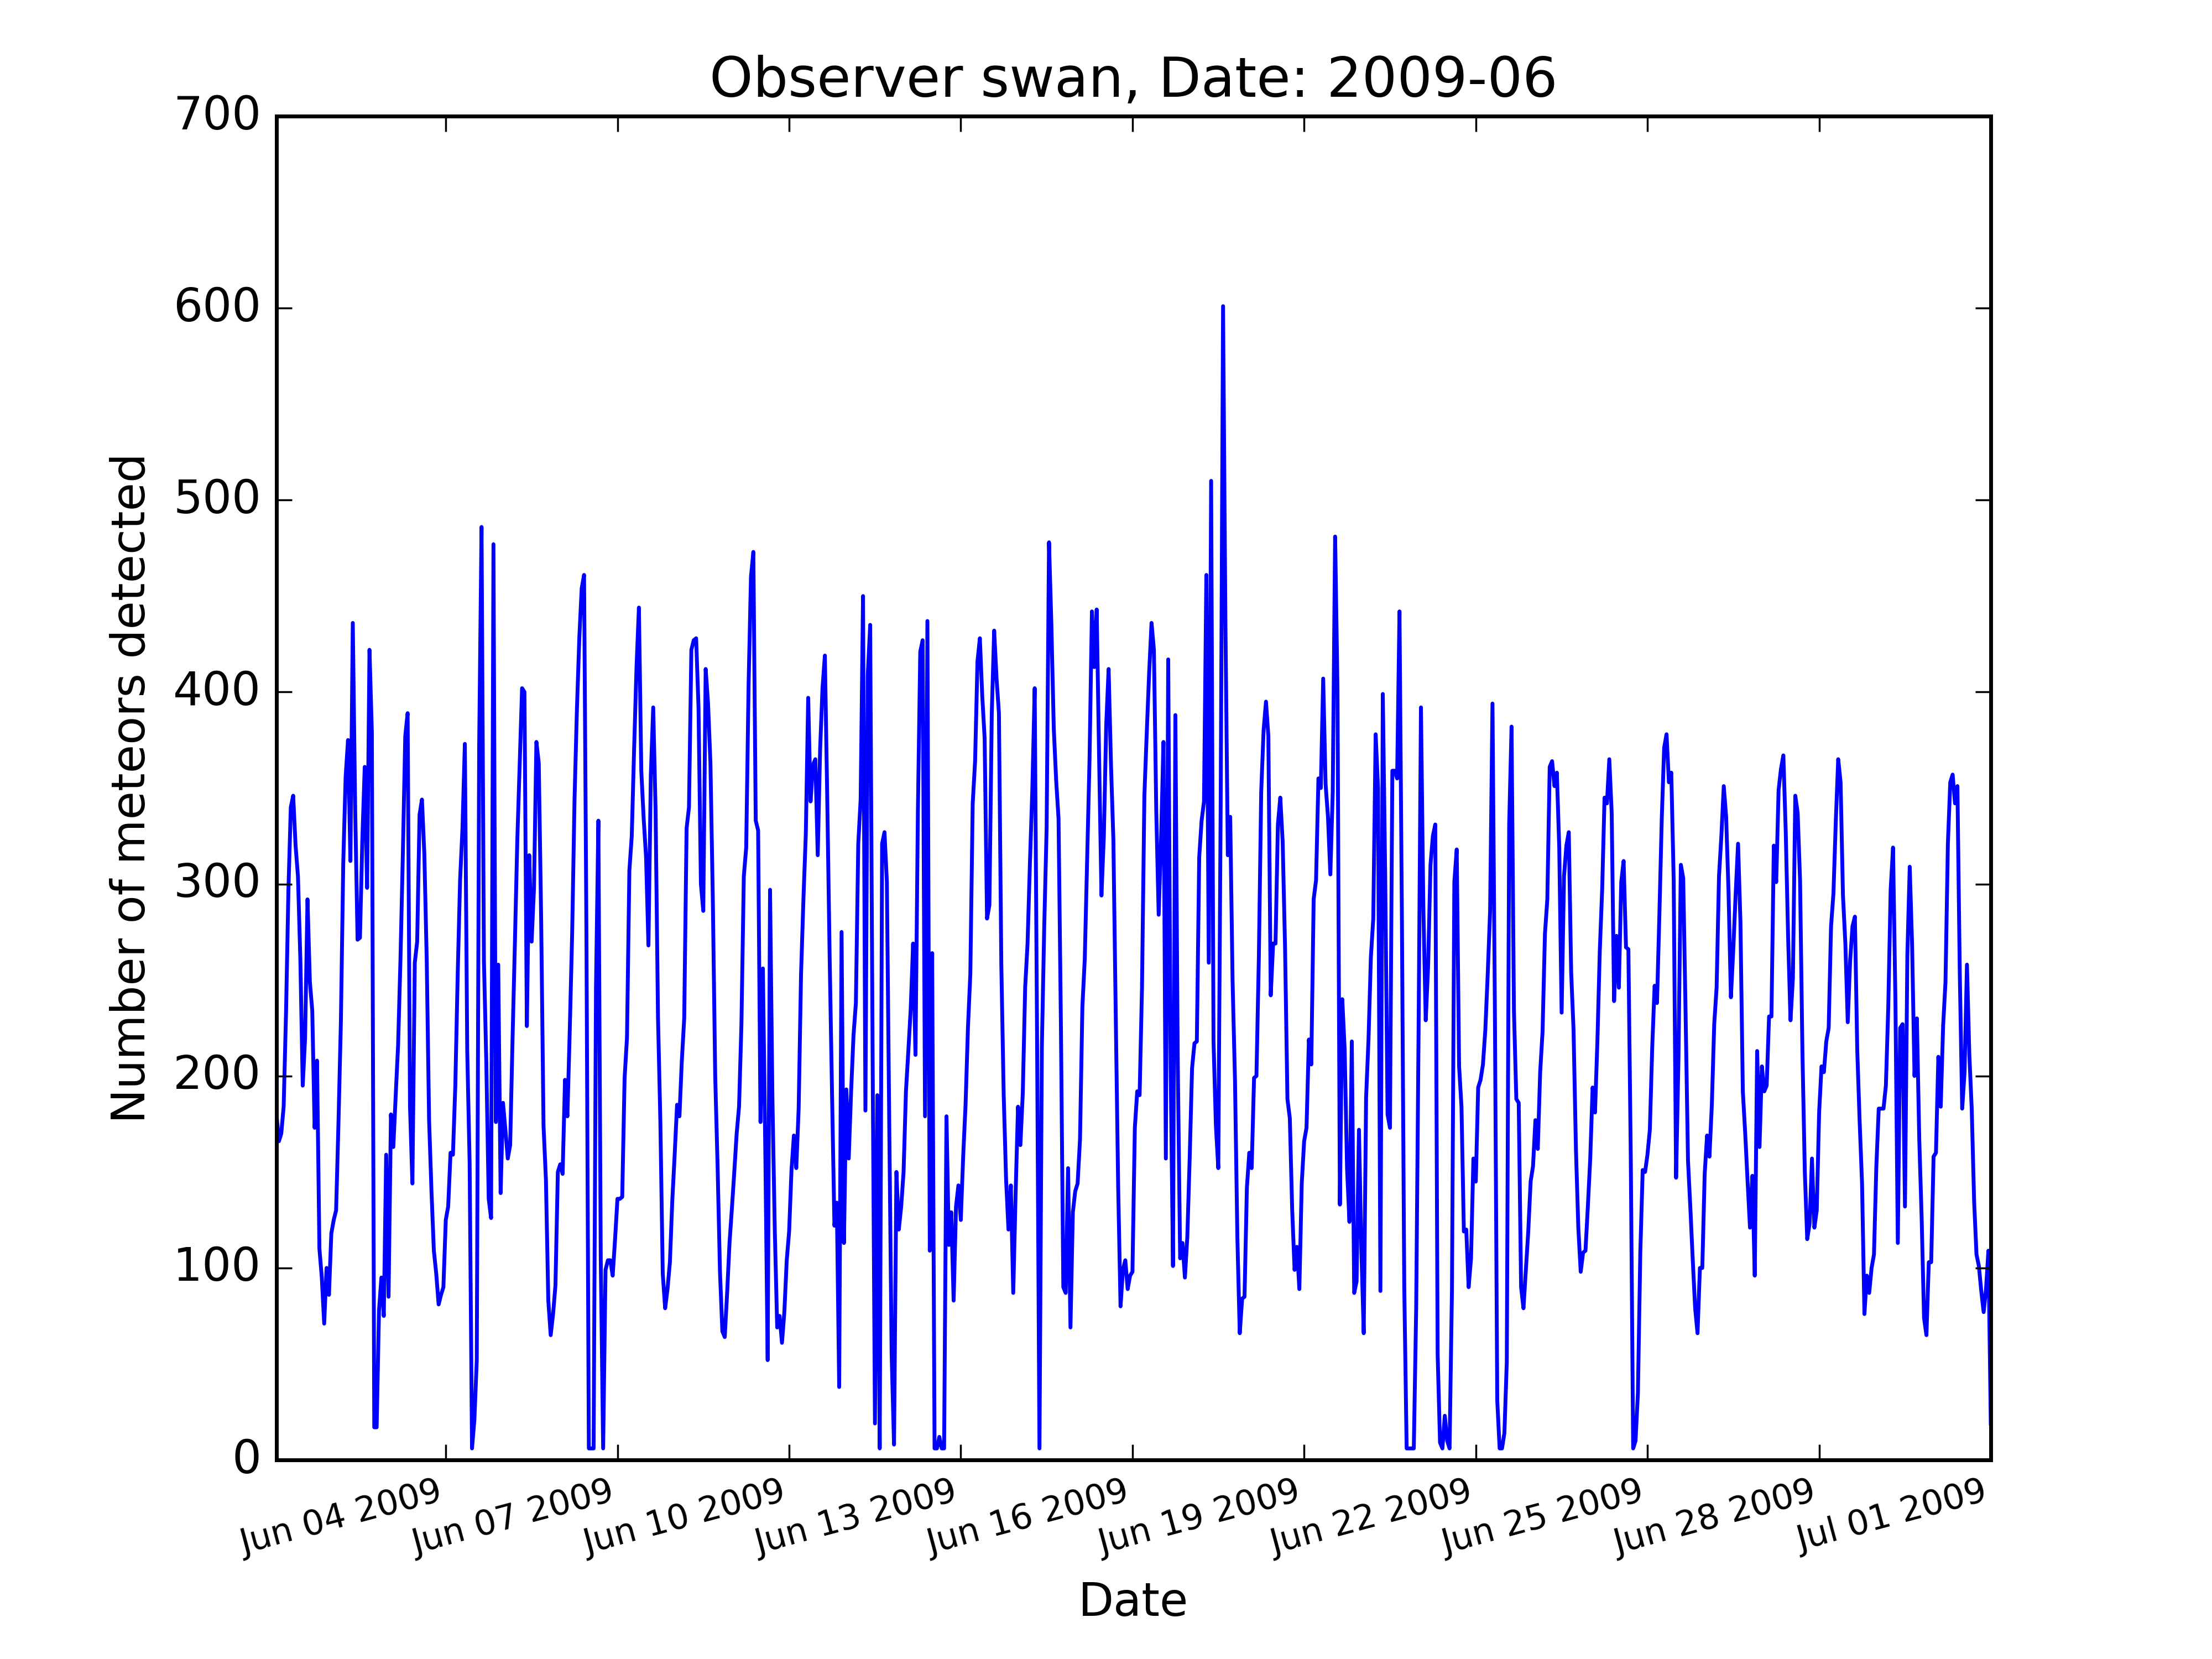 Observer swan, Date: 2009-06
700
600
500
400
300
200
100
0
Number of meteors detected
Jun 04 2009
Jun 07 2009
Jun 10 2009
Jun 13 2009
Jun 16 2009
Jun 19 2009
Jun 22 2009
Jun 25 2009
Jun 28 2009
Jul 01 2009
Date